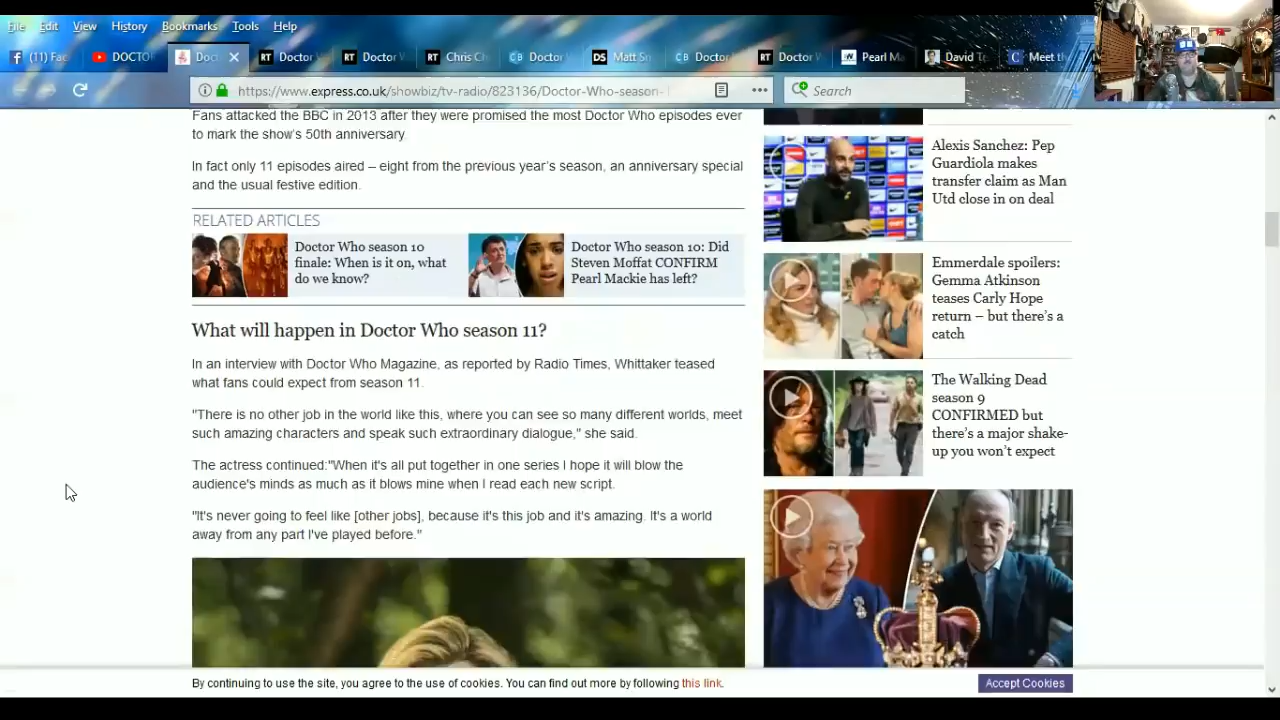 File Edit View History Bookmarks Tools Help
(11) Fac DOCTO Doc Doctor Doctor W Chris Ch Doctor Matt Sm Doctor Doctor W Pearl Ma David Te Meet th
https://www.express.co.uk/showbiz/tv-radio/823136/Doctor-Who-season- Search
Fans attacked the BBC in 2013 after they were promised the most Doctor Who episodes ever
to mark the show's 50th anniversary.
t only 11 episodes aired – eight from the previous year's season, an anniversary special
and the usual festive edition.
RELATED ARTICLES
Doctor Who season 10
finale: When is it on, what
do we know?
Doctor Who season 10: Did
Steven Moffat CONFIRM
Pearl Mackie has left?
What will happen in Doctor Who season 11?
In an interview with Doctor Who Magazine, as reported by Radio Times, Whittaker teased
what fans could expect from season 11.
"There is no other job in the world like this, where you can see so many different worlds, meet
such amazing characters and speak such extraordinary dialogue," she said.
The actress continued:"When it's all put together in one series I hope it will blow the
audience's minds as much as it blows mine when I read each new script.
"It's never going to feel like [other jobs], because it's this job and it's amazing. It's a world
away from any part I've played before."
Alexis Sanchez: Pep
Guardiola makes
transfer claim as Man
Utd close in on deal
Emmerdale spoilers:
Gemma Atkinson
teases Carly Hope
return – but there's a
catch
The Walking Dead
season 9
CONFIRMED but
there's a major shake-
up you won't expect
By continuing to use the site, you agree to the use of cookies. You can find out more by following this link.
Accept Cookies